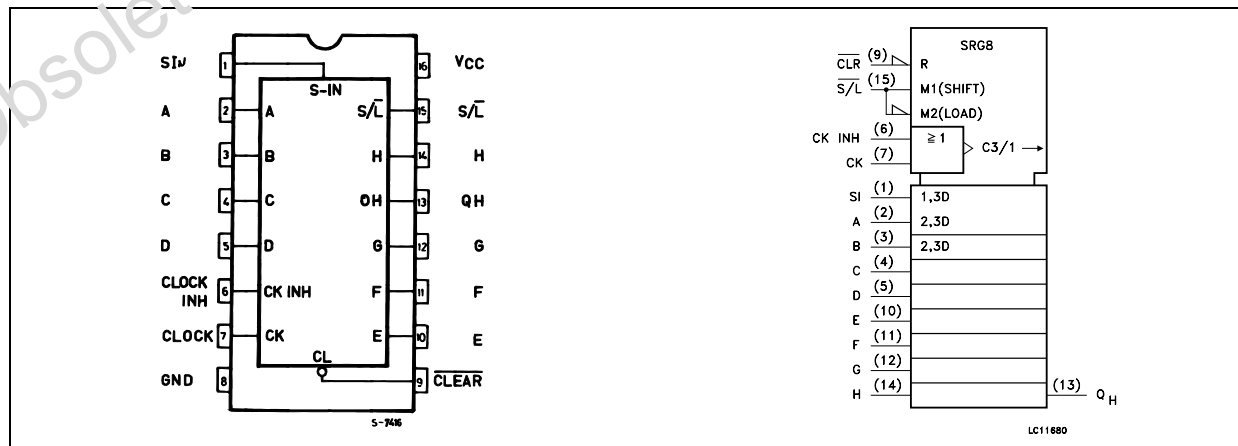 Obsolet
SIN 1 16 VCC
S-IN
A 2 A S/L̅ 15 S/L̅
B 3 B H 14 H
C 4 C QH 13 QH
D 5 D G 12 G
CLOCK
INH 6 CK INH F 11 F
CLOCK 7 CK E 10 E
CL
GND 8 9 C̅L̅E̅A̅R̅
S-7416
SRG8
C̅L̅R̅ (9) R
S̅/̅L̅ (15) M1(SHIFT)
M2(LOAD)
CK INH (6) ≧1
C3/1
CK (7)
SI (1) 1,3D
A (2) 2,3D
B (3) 2,3D
C (4)
D (5)
E (10)
F (11)
G (12)
H (14) (13) QH
LC11680